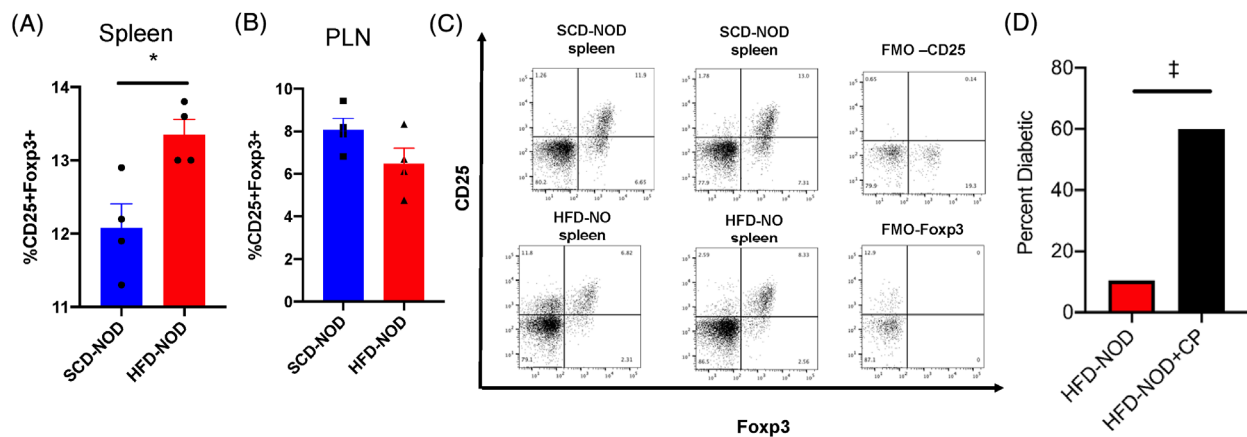 (A)
Spleen
*
%CD25+Foxp3+
14
13
12
11
SCD-NOD
HFD-NOD
(B)
PLN
%CD25+Foxp3+
10
8
6
4
2
0
SCD-NOD
HFD-NOD
(C)
CD25
Foxp3
SCD-NOD
spleen
1.26 11.9
80.2 6.65
SCD-NOD
spleen
1.78 13.0
77.9 7.31
FMO –CD25
0.65 0.14
79.9 19.3
HFD-NO
spleen
11.8 6.82
79.1 2.31
HFD-NO
spleen
2.59 8.33
86.5 2.56
FMO-Foxp3
12.9 0
87.1 0
(D)
‡
Percent Diabetic
80
60
40
20
0
HFD-NOD
HFD-NOD+CP